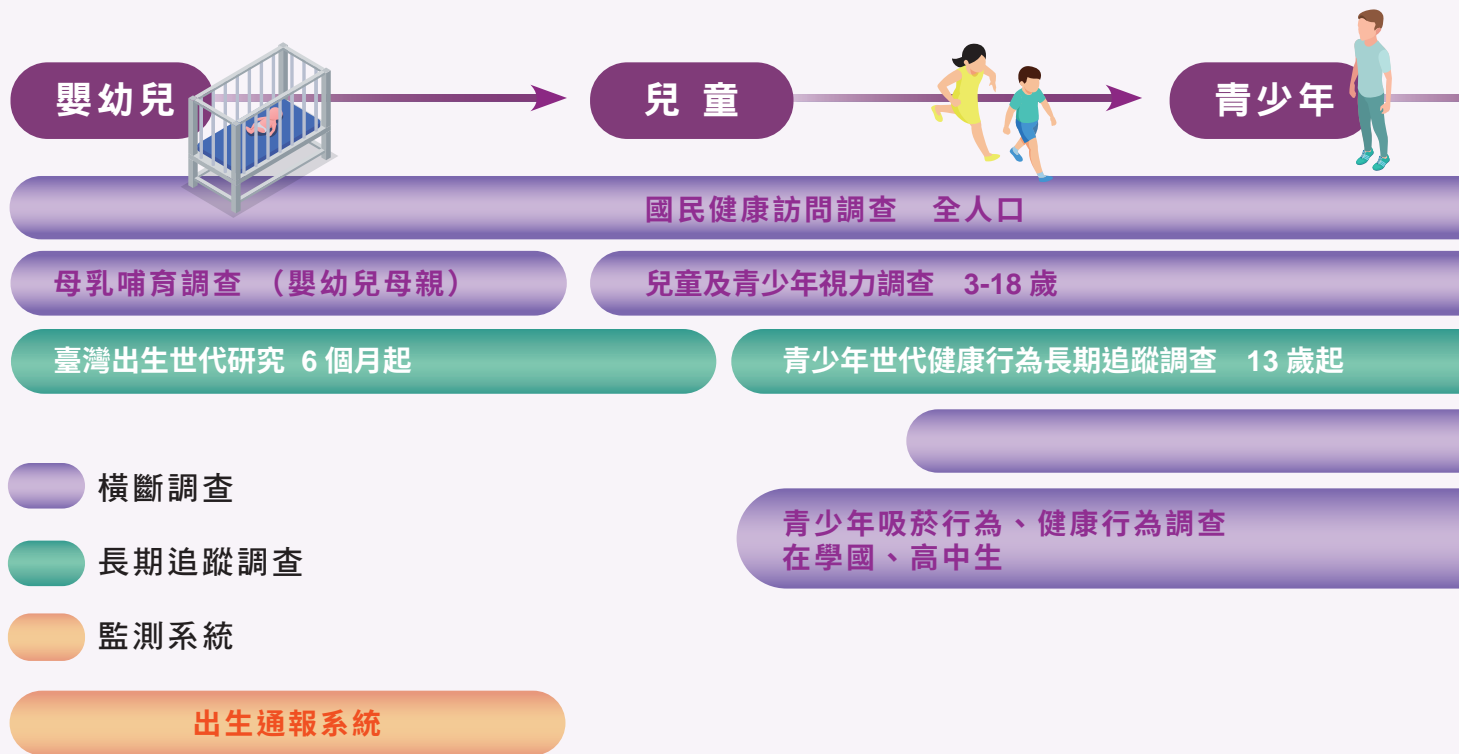 嬰幼兒
兒 童
青少年
國民健康訪問調查 全人口
母乳哺育調查 （嬰幼兒母親）
兒童及青少年視力調查 3-18 歲
臺灣出生世代研究 6 個月起
青少年世代健康行為長期追蹤調查 13 歲起
橫斷調查
長期追蹤調查
監測系統
青少年吸菸行為、健康行為調查
在學國、高中生
出生通報系統